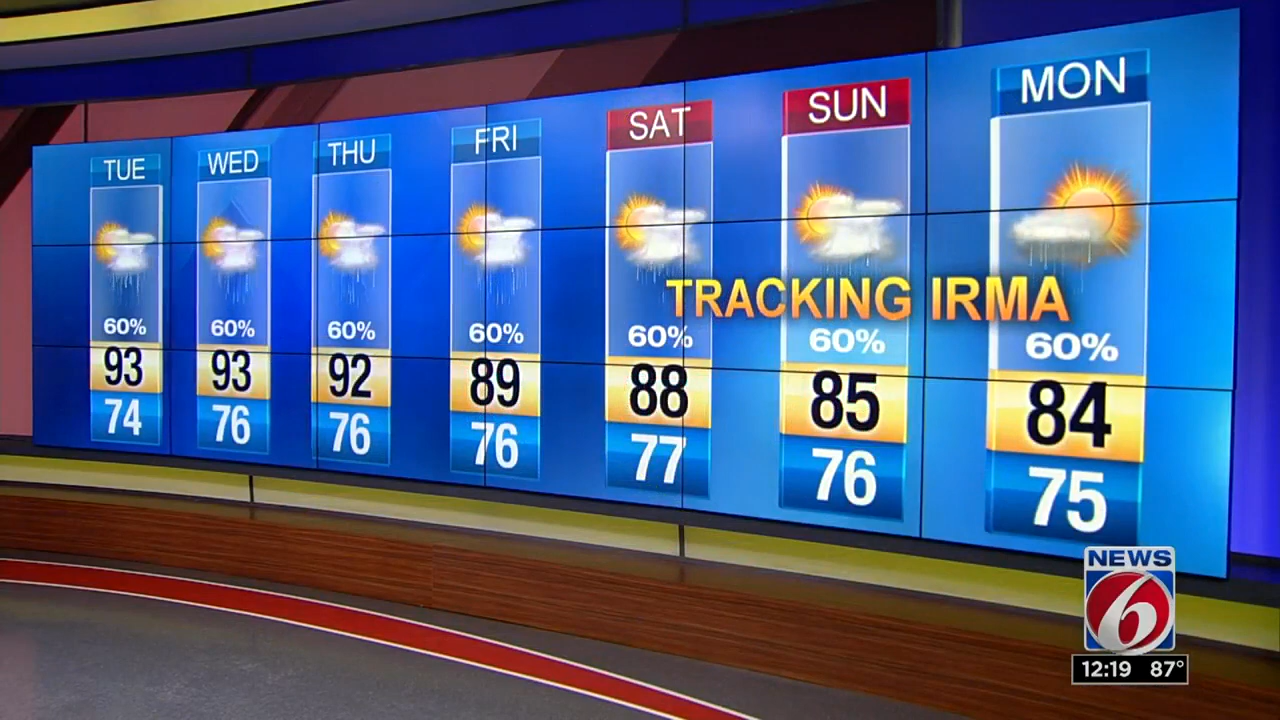 TUE WED THU FRI SAT SUN MON
TRACKING IRMA
60% 60% 60% 60% 60% 60% 60%
93 93 92 89 88 85 84
74 76 76 76 77 76 75
NEWS
6
12:19 87°